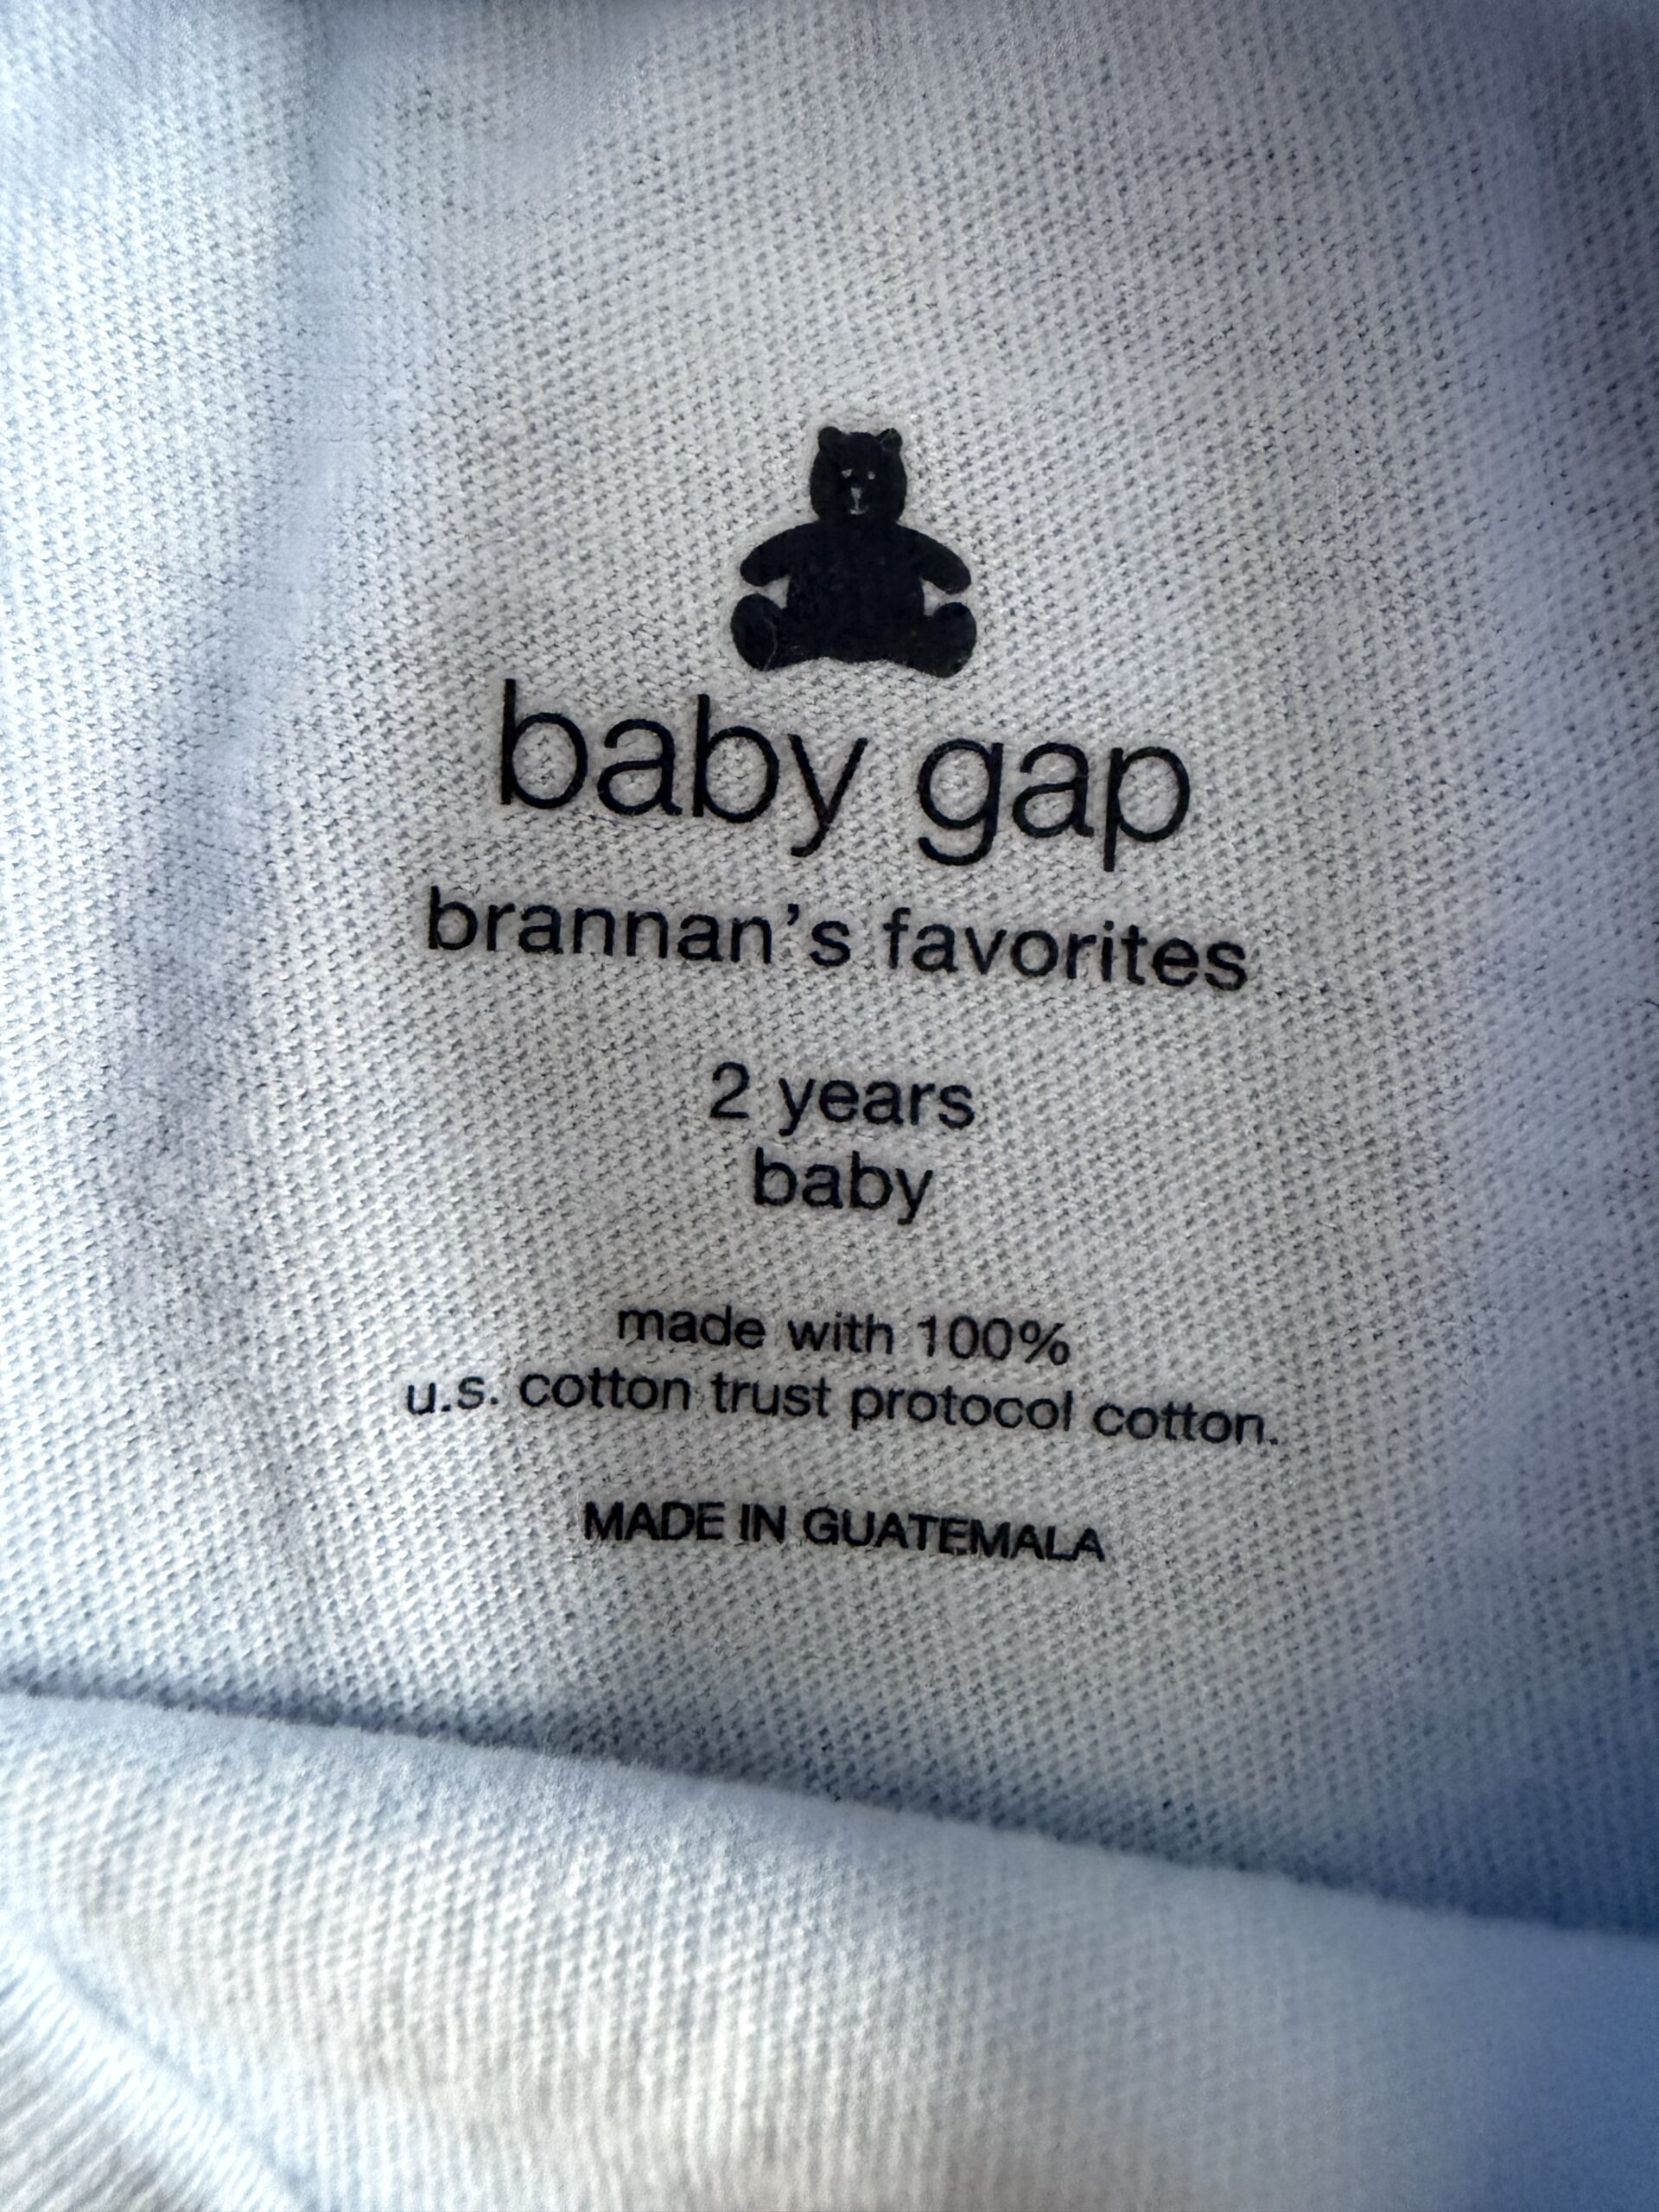 baby gap
brannan’s favorites
2 years
baby
made with 100%
u.s. cotton trust protocol cotton.
MADE IN GUATEMALA